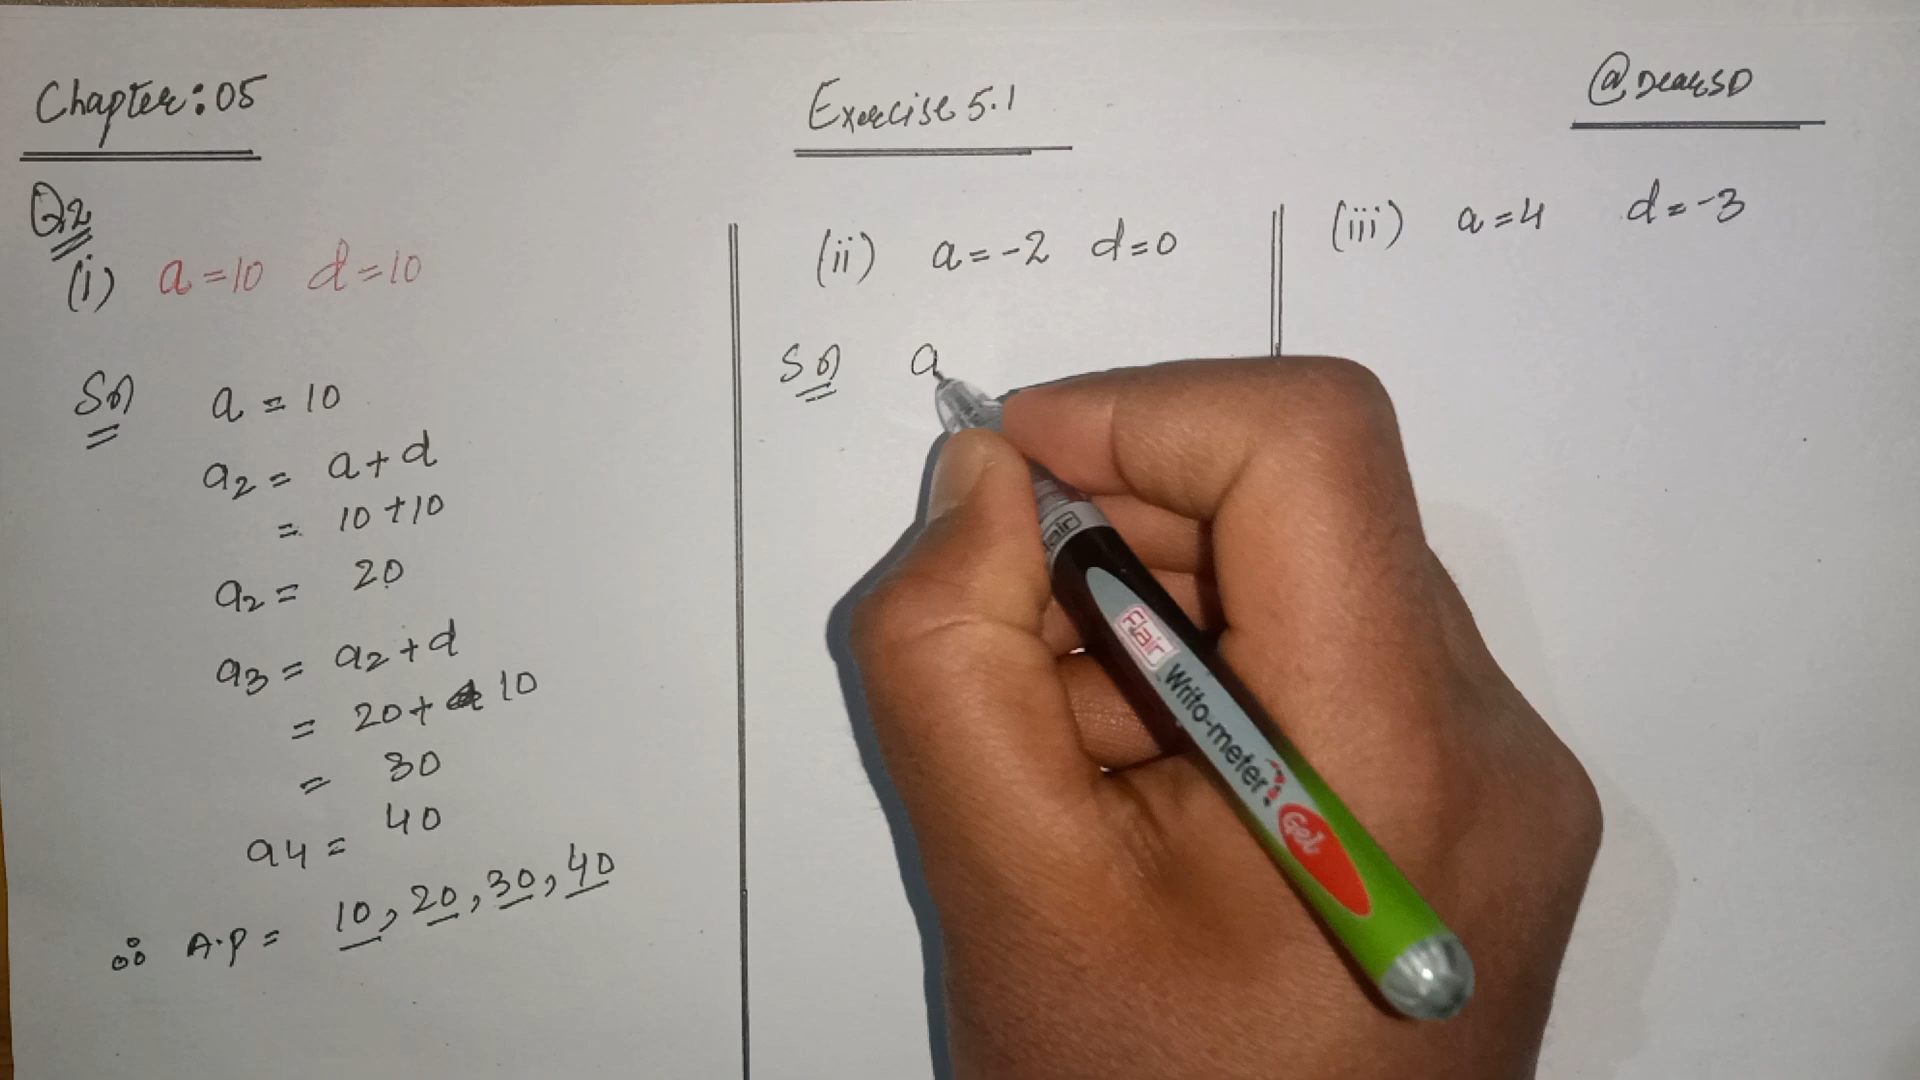 Chapter:05
Exercise 5.1
@DearSD
Q2
(i) a=10 d=10
Sol a = 10
a2 = a+d
= 10+10
a2 = 20
a3 = a2+d
= 20+ 10
= 30
a4 = 40
∴ A.P = 10, 20, 30, 40
(ii) a=-2 d=0
Sol a
(iii) a=4 d=-3
Flair
Flair Writo-meter Gel